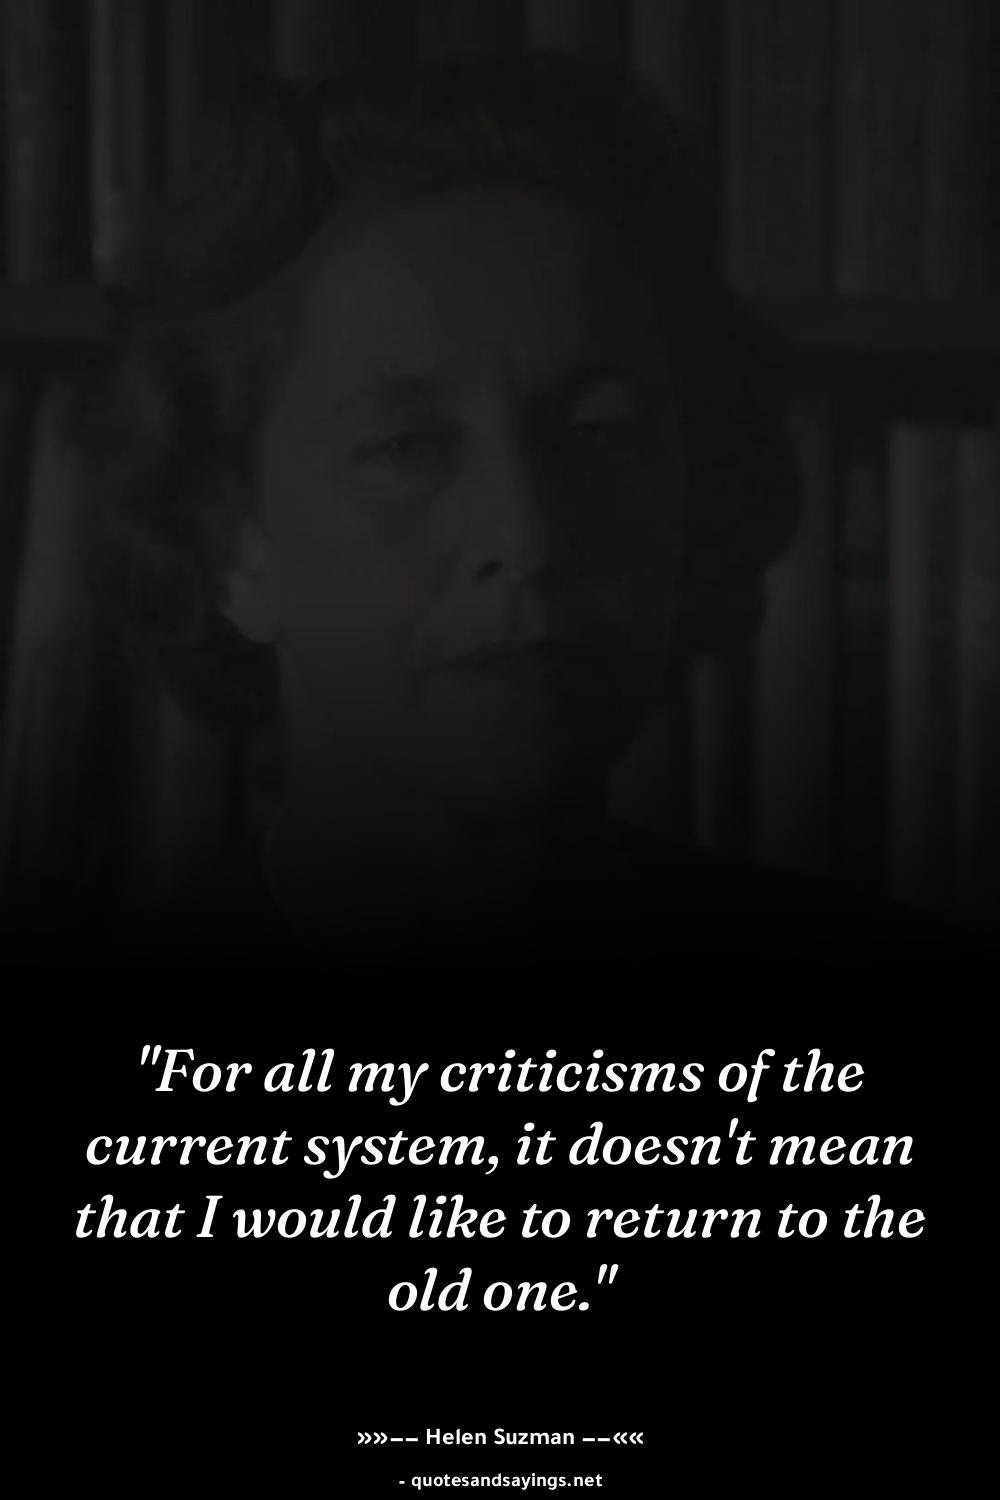 "For all my criticisms of the
current system, it doesn't mean
that I would like to return to the
old one."
»»−− Helen Suzman −−««
- quotesandsayings.net